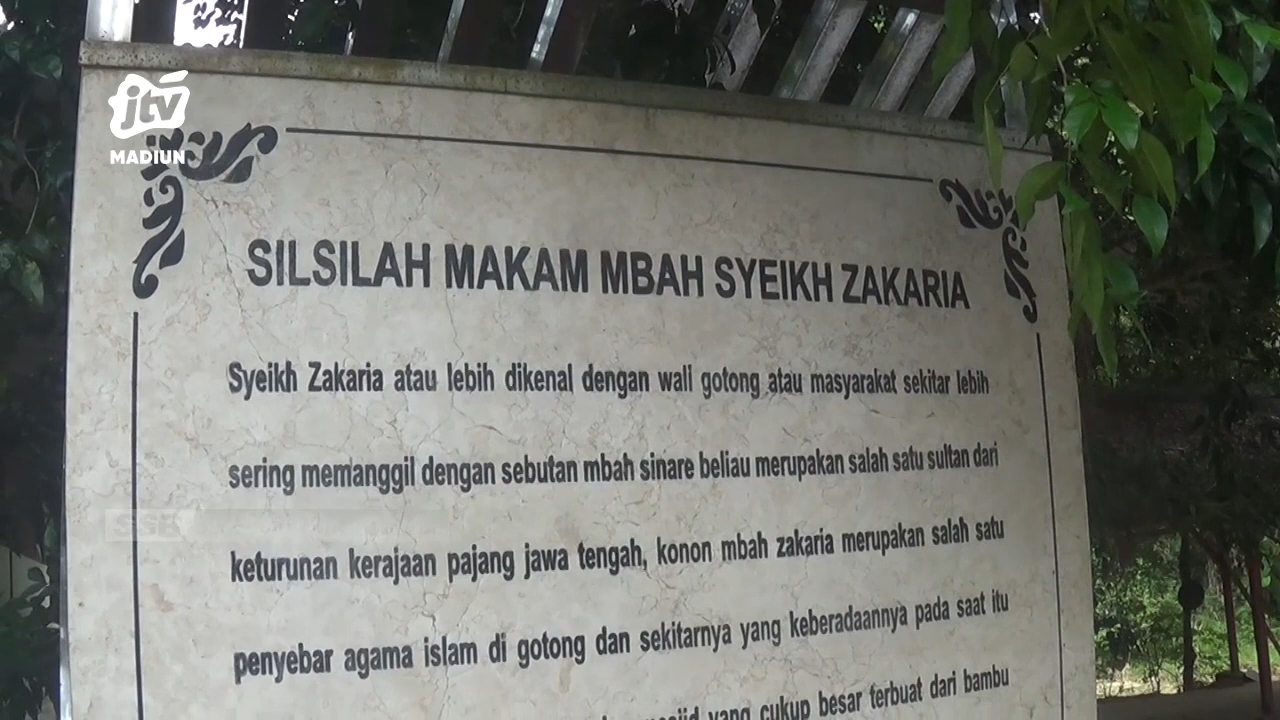 jtv
MADIUN
SILSILAH MAKAM MBAH SYEIKH ZAKARIA
Syeikh Zakaria atau lebih dikenal dengan wali gotong atau masyarakat sekitar lebih
sering memanggil dengan sebutan mbah sinare beliau merupakan salah satu sultan dari
keturunan kerajaan pajang jawa tengah, konon mbah zakaria merupakan salah satu
penyebar agama islam di gotong dan sekitarnya yang keberadaannya pada saat itu
yang cukup besar terbuat dari bambu